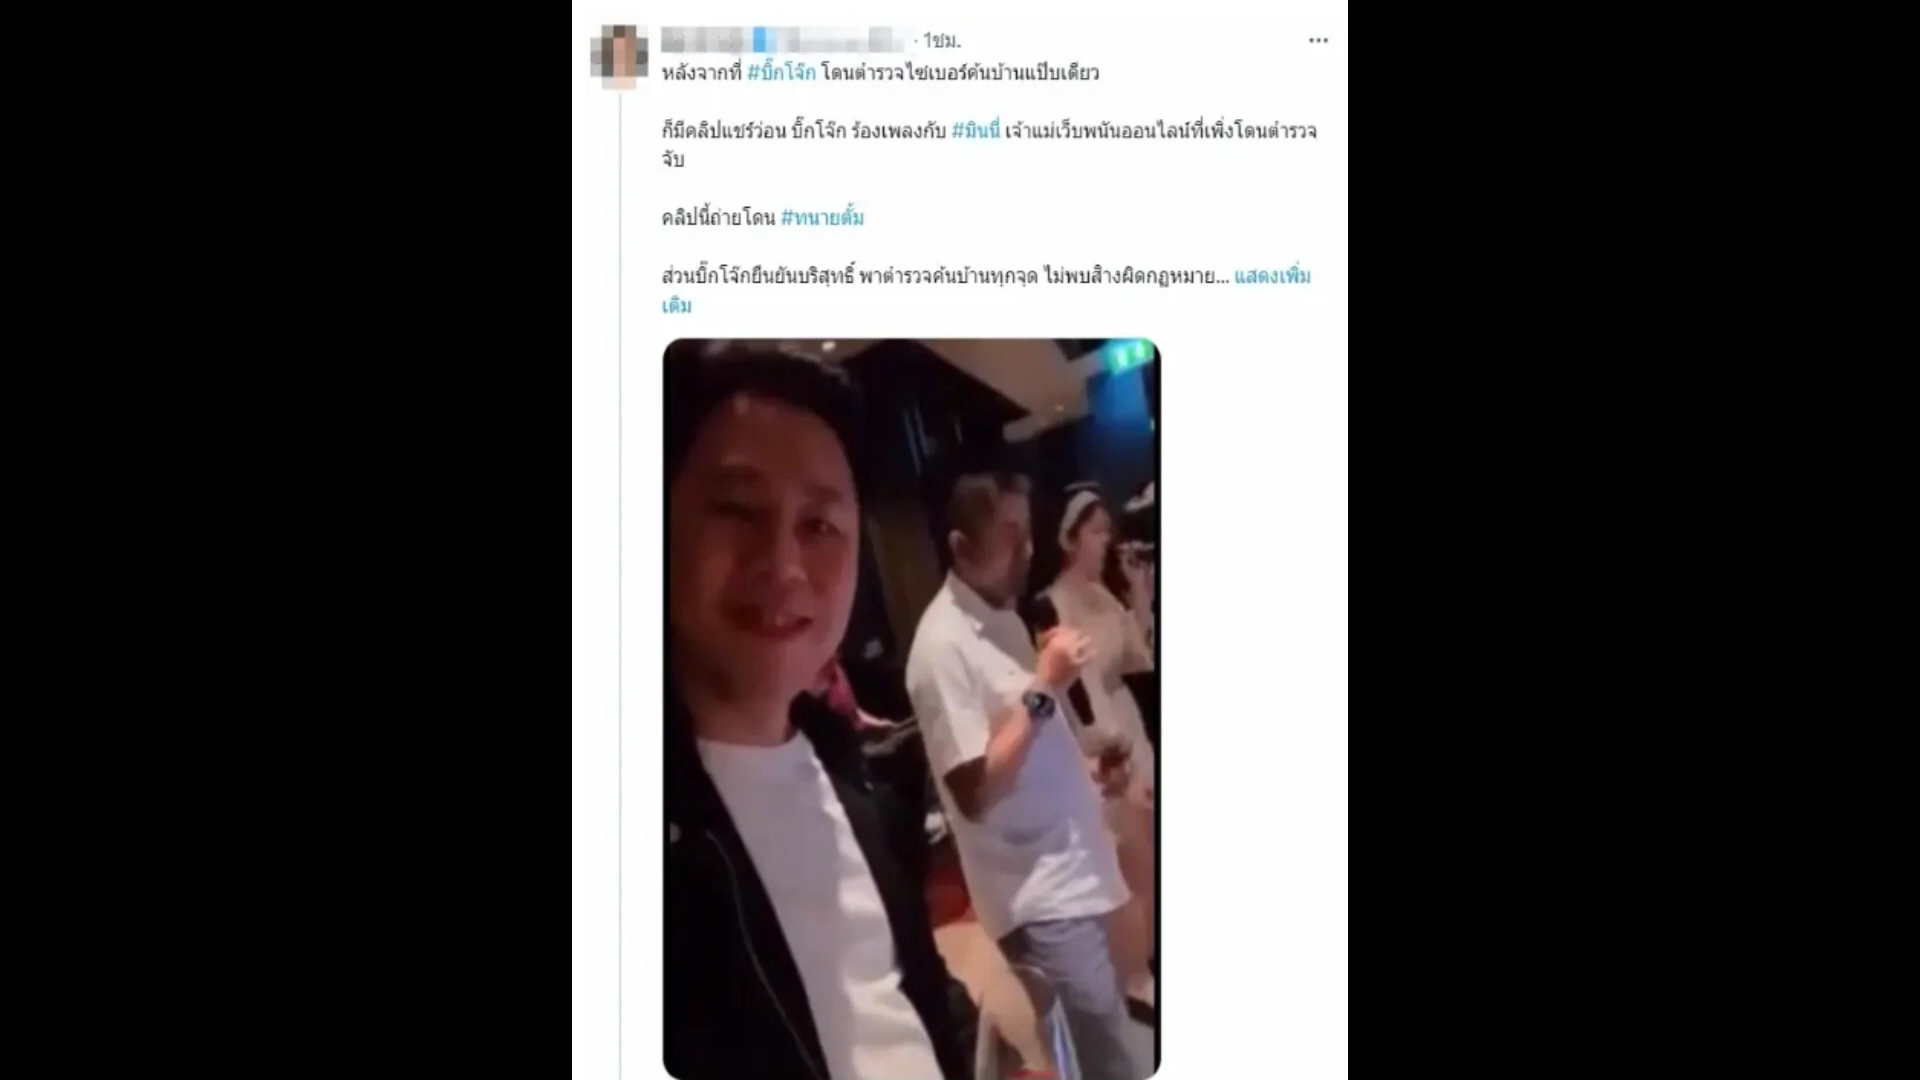 · 1ชม.
หลังจากที่ #บิ๊กโจ๊ก โดนตำรวจไซเบอร์ค้นบ้านแป๊บเดียว
ก็มีคลิปแชร์ว่อน บิ๊กโจ๊ก ร้องเพลงกับ #มินนี่ เจ้าแม่เว็บพนันออนไลน์ที่เพิ่งโดนตำรวจ
จับ
คลิปนี้ถ่ายโดน #ทนายตั้ม
ส่วนบิ๊กโจ๊กยืนยันบริสุทธิ์ พาตำรวจค้นบ้านทุกจุด ไม่พบสิ่างผิดกฏหมาย... แสดงเพิ่ม
เติม